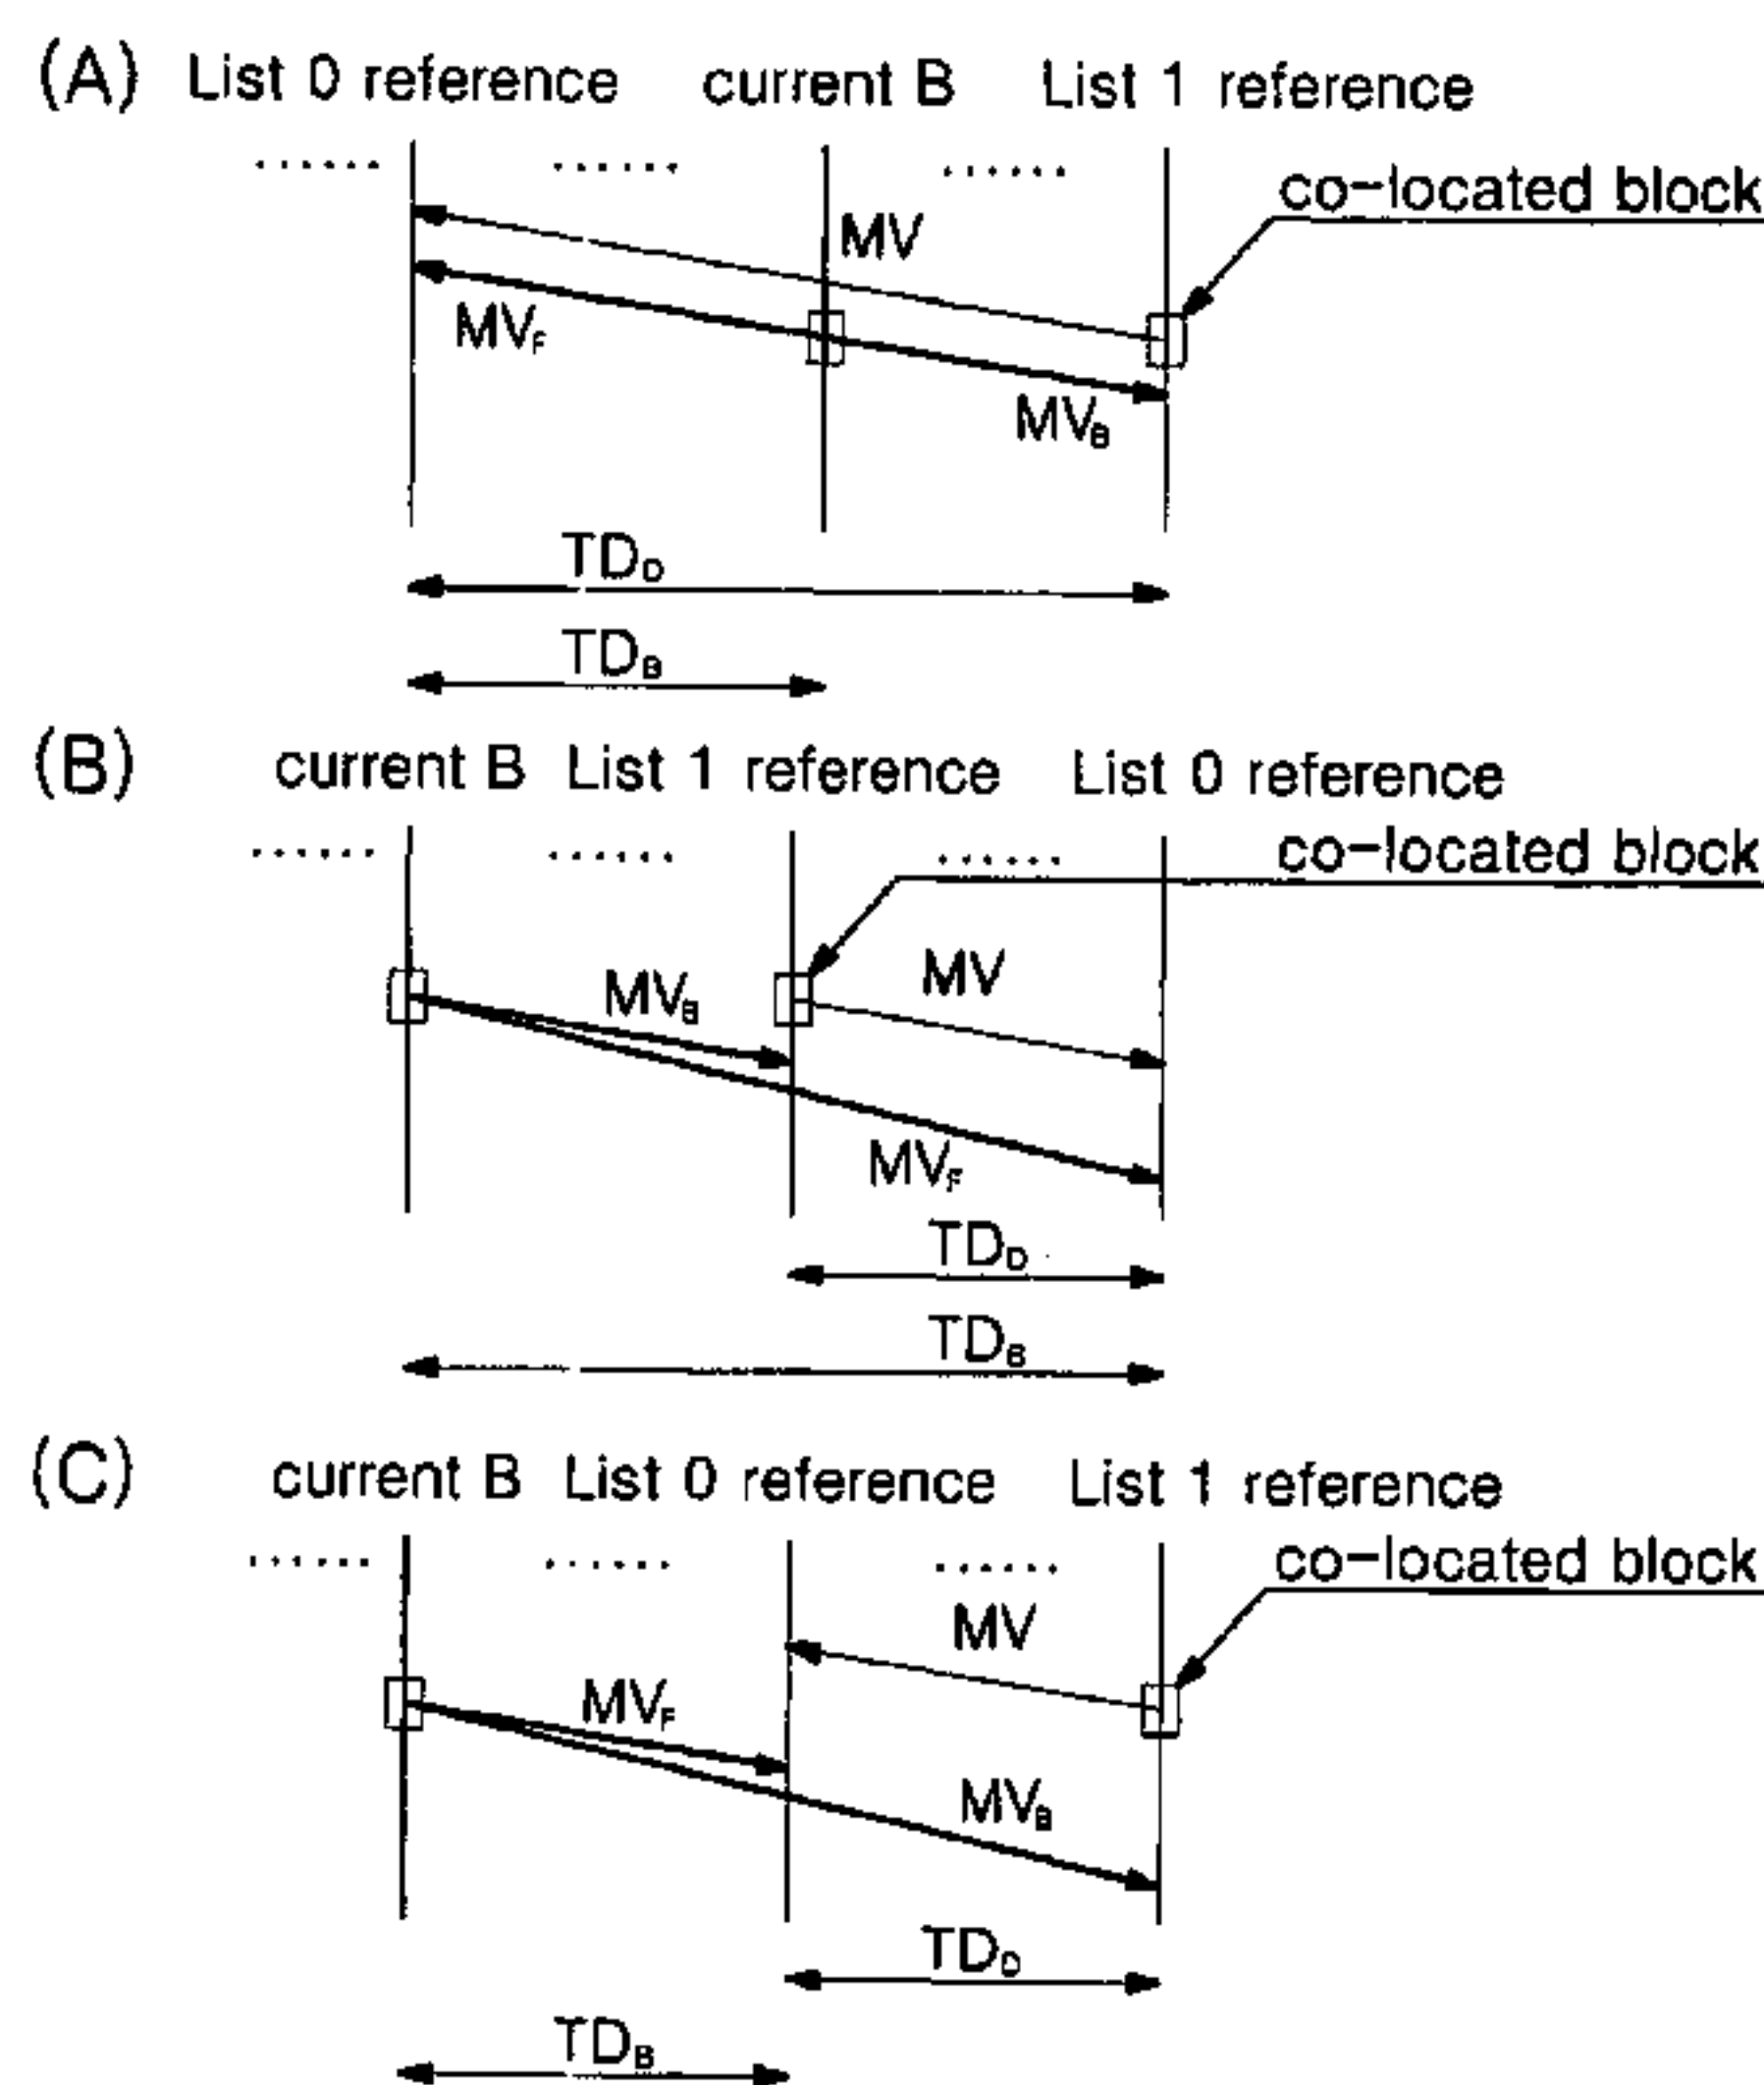 (A) List 0 reference current B List 1 reference
...... ...... ......
co-located block
MV
MVF
MVB
TDD
TDB
(B) current B List 1 reference List 0 reference
...... ...... ......
co-located block
MVB
MV
MVF
TDD
TDB
(C) current B List 0 reference List 1 reference
...... ...... ......
co-located block
MV
MVF
MVB
TDD
TDB